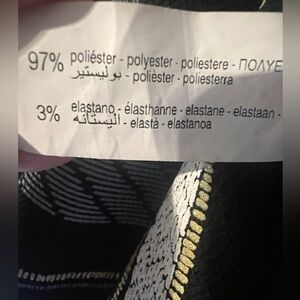 97% poliéster - polyester - poliestere - ΠΟΛΥΕ
بوليستير - polièster - poliesterra
3% elastano - élasthanne - elastane - elastaan -
اليستانه - elastà - elastanoa